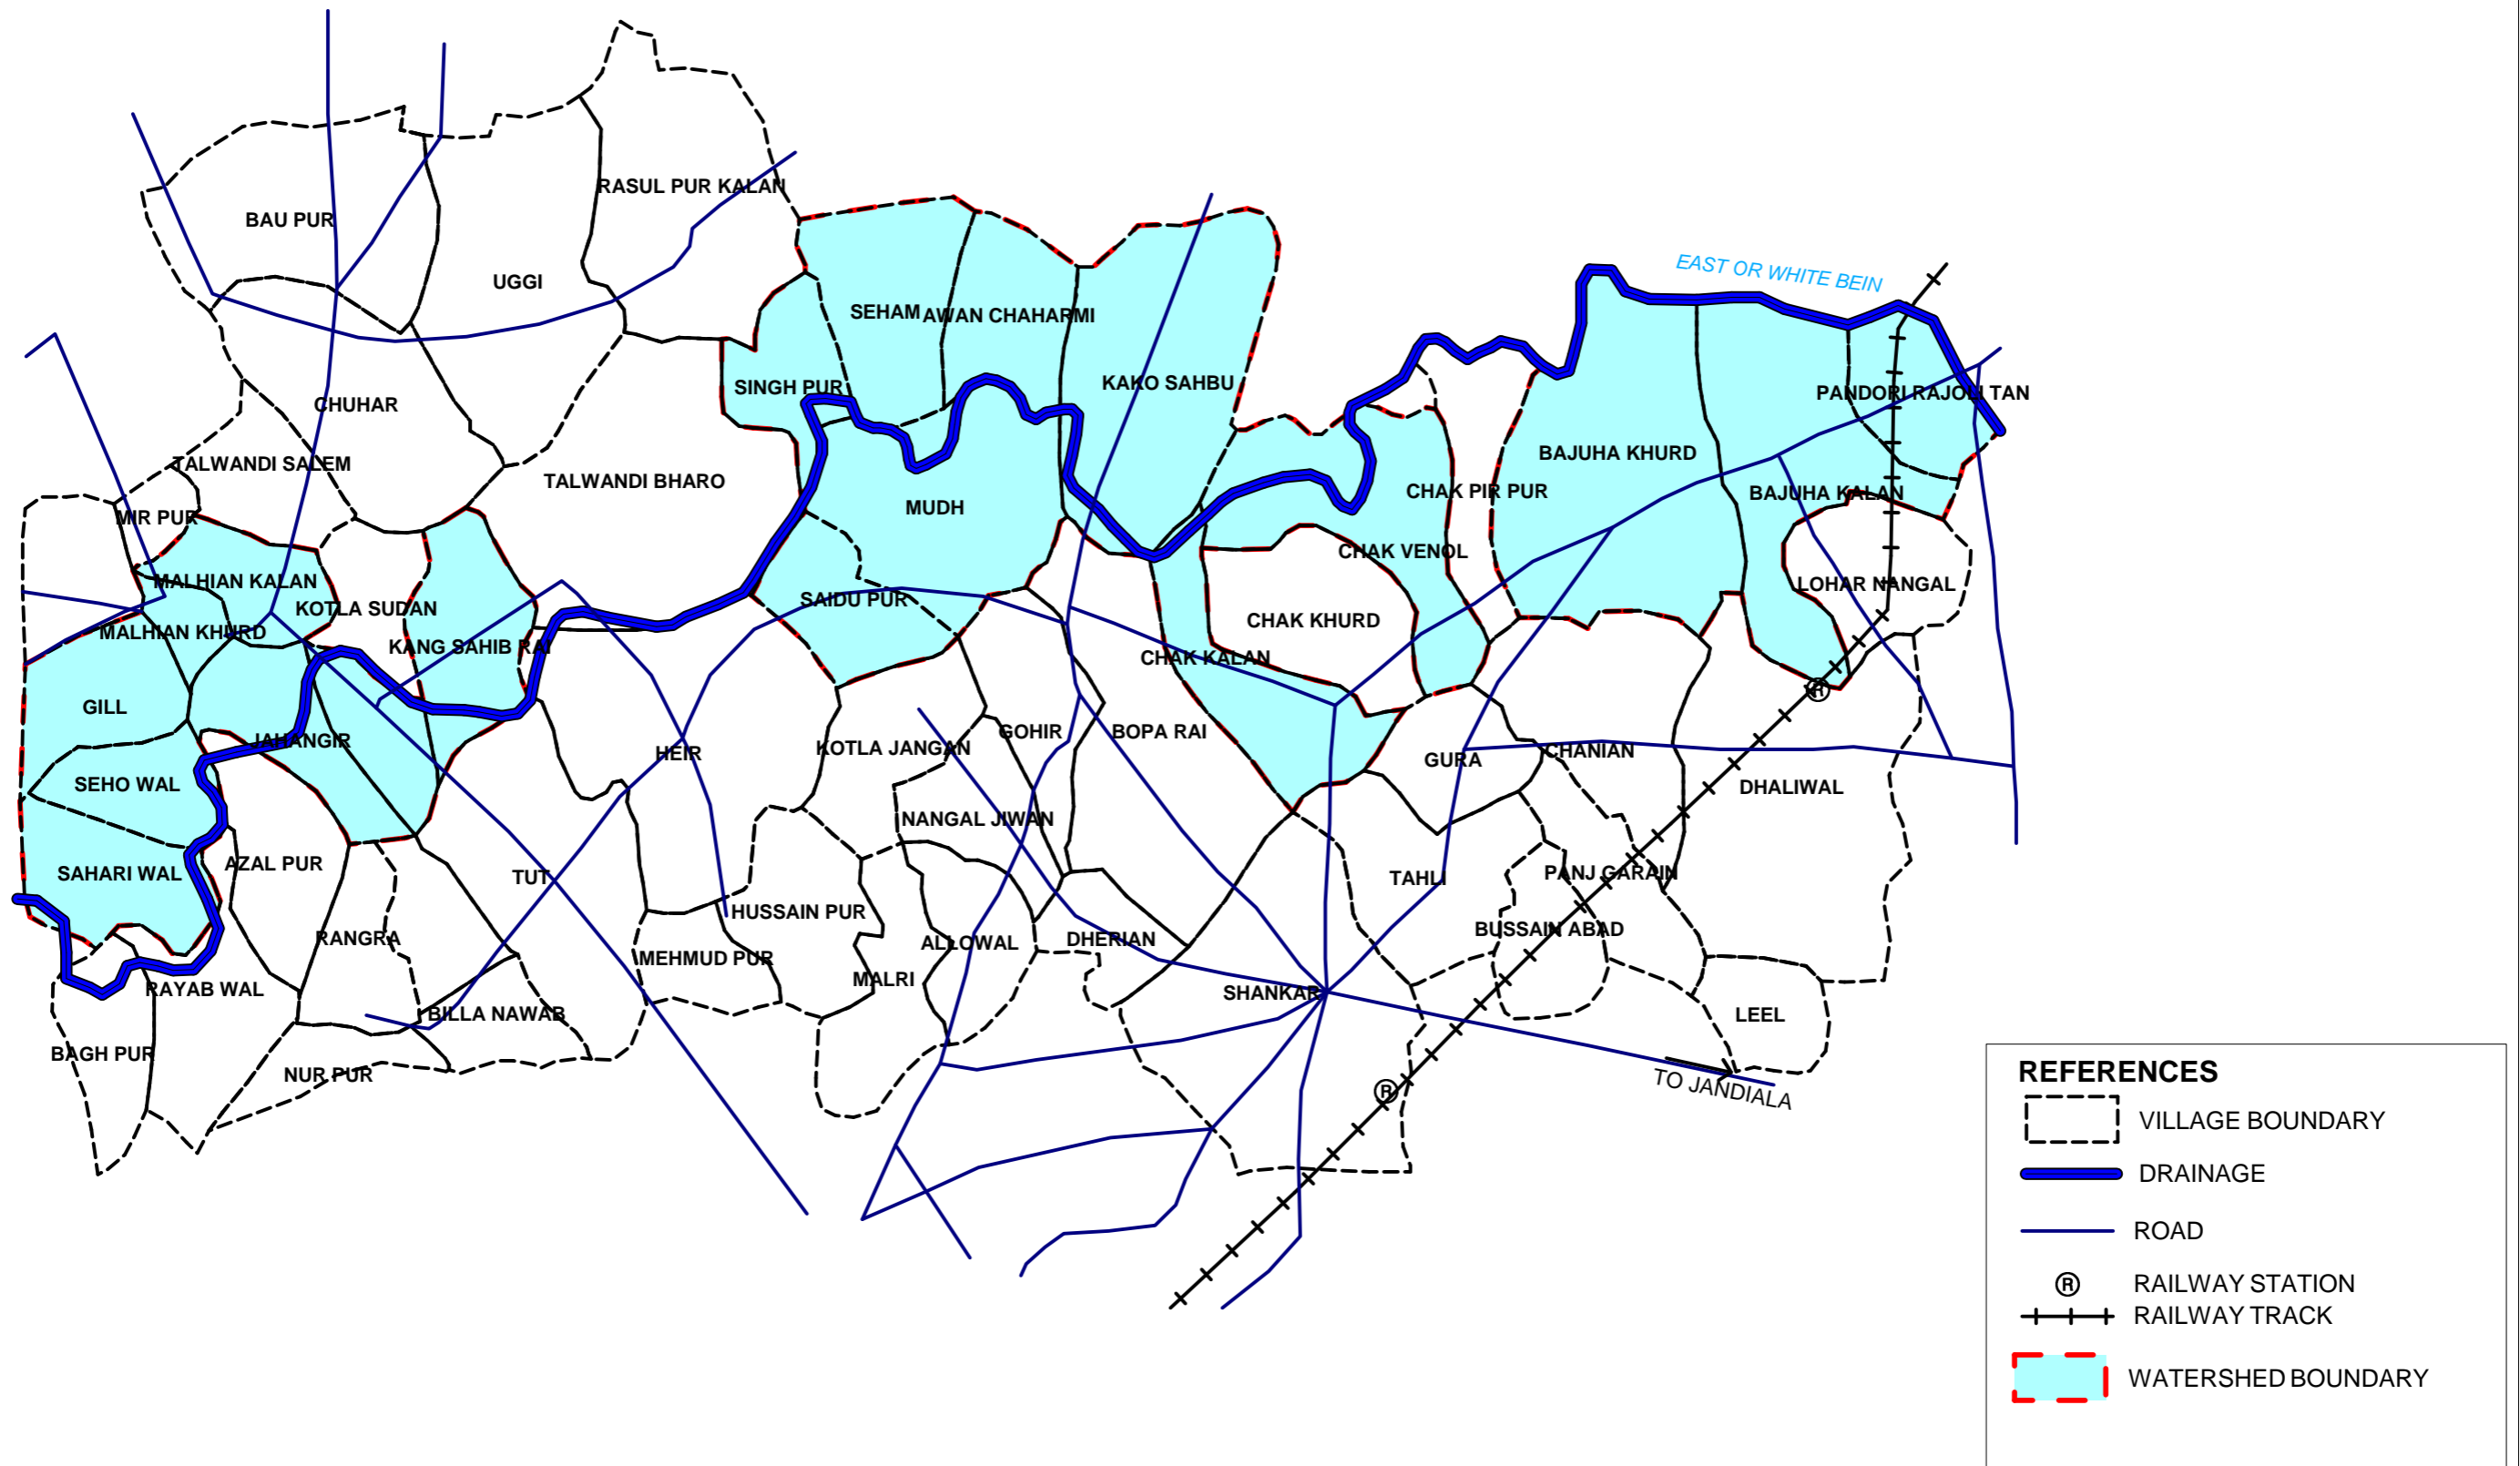 RASUL PUR KALAN
BAU PUR
EAST OR WHITE BEIN
UGGI
SEHAM
AWAN CHAHARMI
SINGH PUR
KAKO SAHBU
PANDORI RAJOLI TAN
CHUHAR
BAJUHA KHURD
TALWANDI SALEM
TALWANDI BHARO
CHAK PIR PUR
BAJUHA KALAN
MUDH
MIR PUR
CHAK VENOL
MALHIAN KALAN
LOHAR NANGAL
SAIDU PUR
KOTLA SUDAN
CHAK KHURD
MALHIAN KHURD
KANG SAHIB RAI
CHAK KALAN
R
GILL
GOHIR
BOPA RAI
JAHANGIR
KOTLA JANGAN
HEIR
CHANIAN
GURA
SEHO WAL
DHALIWAL
NANGAL JIWAN
AZAL PUR
SAHARI WAL
TUT
TAHLI
PANJ GARAIN
HUSSAIN PUR
BUSSAIN ABAD
RANGRA
ALLOWAL
DHERIAN
MEHMUD PUR
MALRI
RAYAB WAL
SHANKAR
BILLA NAWAB
LEEL
BAGH PUR
NUR PUR
R
TO JANDIALA
REFERENCES
VILLAGE BOUNDARY
DRAINAGE
ROAD
R RAILWAY STATION
RAILWAY TRACK
WATERSHED BOUNDARY